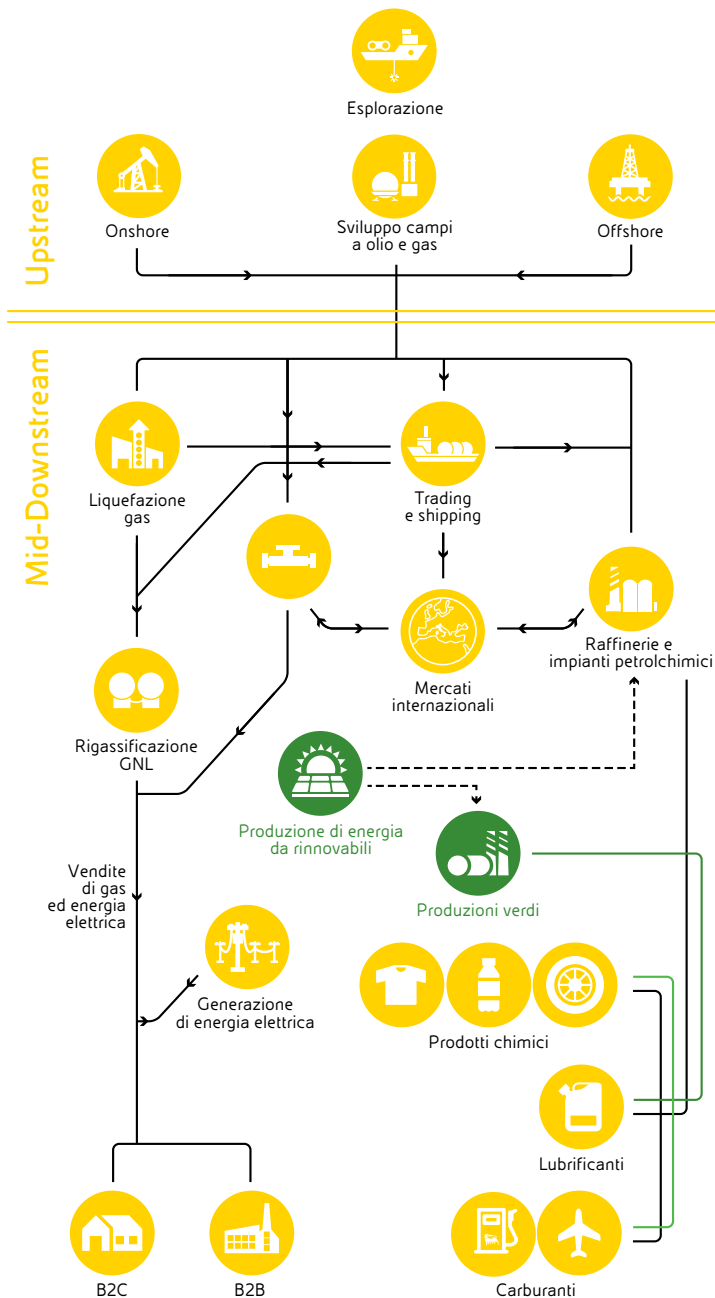 Upstream
Esplorazione
Onshore
Sviluppo campi
a olio e gas
Offshore
Mid-Downstream
Liquefazione
gas
Trading
e shipping
Raffinerie e
impianti petrolchimici
Mercati
internazionali
Rigassificazione
GNL
Produzione di energia
da rinnovabili
Vendite
di gas
ed energia
elettrica
Produzioni verdi
Generazione
di energia elettrica
Prodotti chimici
Lubrificanti
B2C
B2B
Carburanti